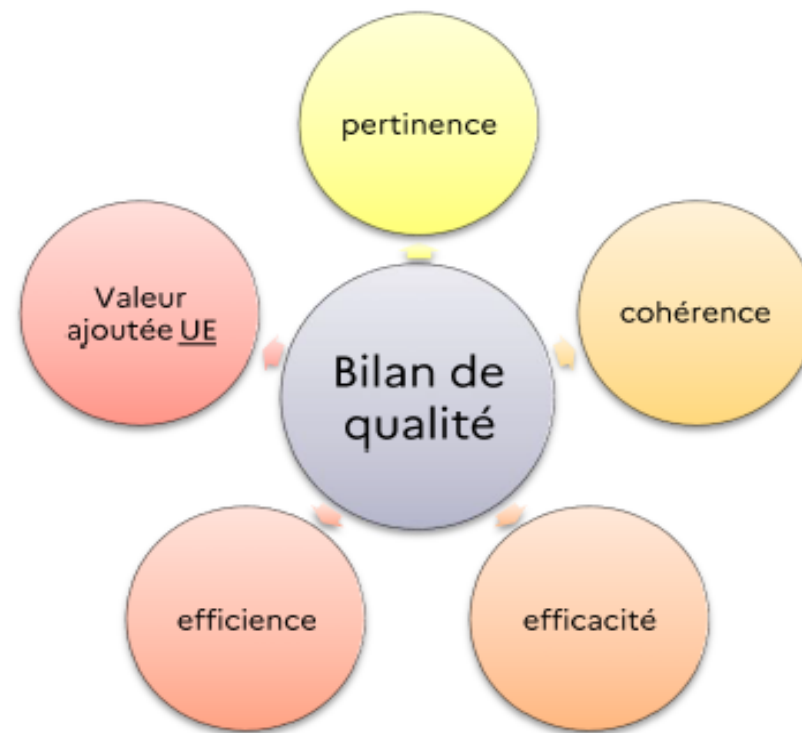 pertinence
Valeur
ajoutée UE
cohérence
Bilan de
qualité
efficience
efficacité